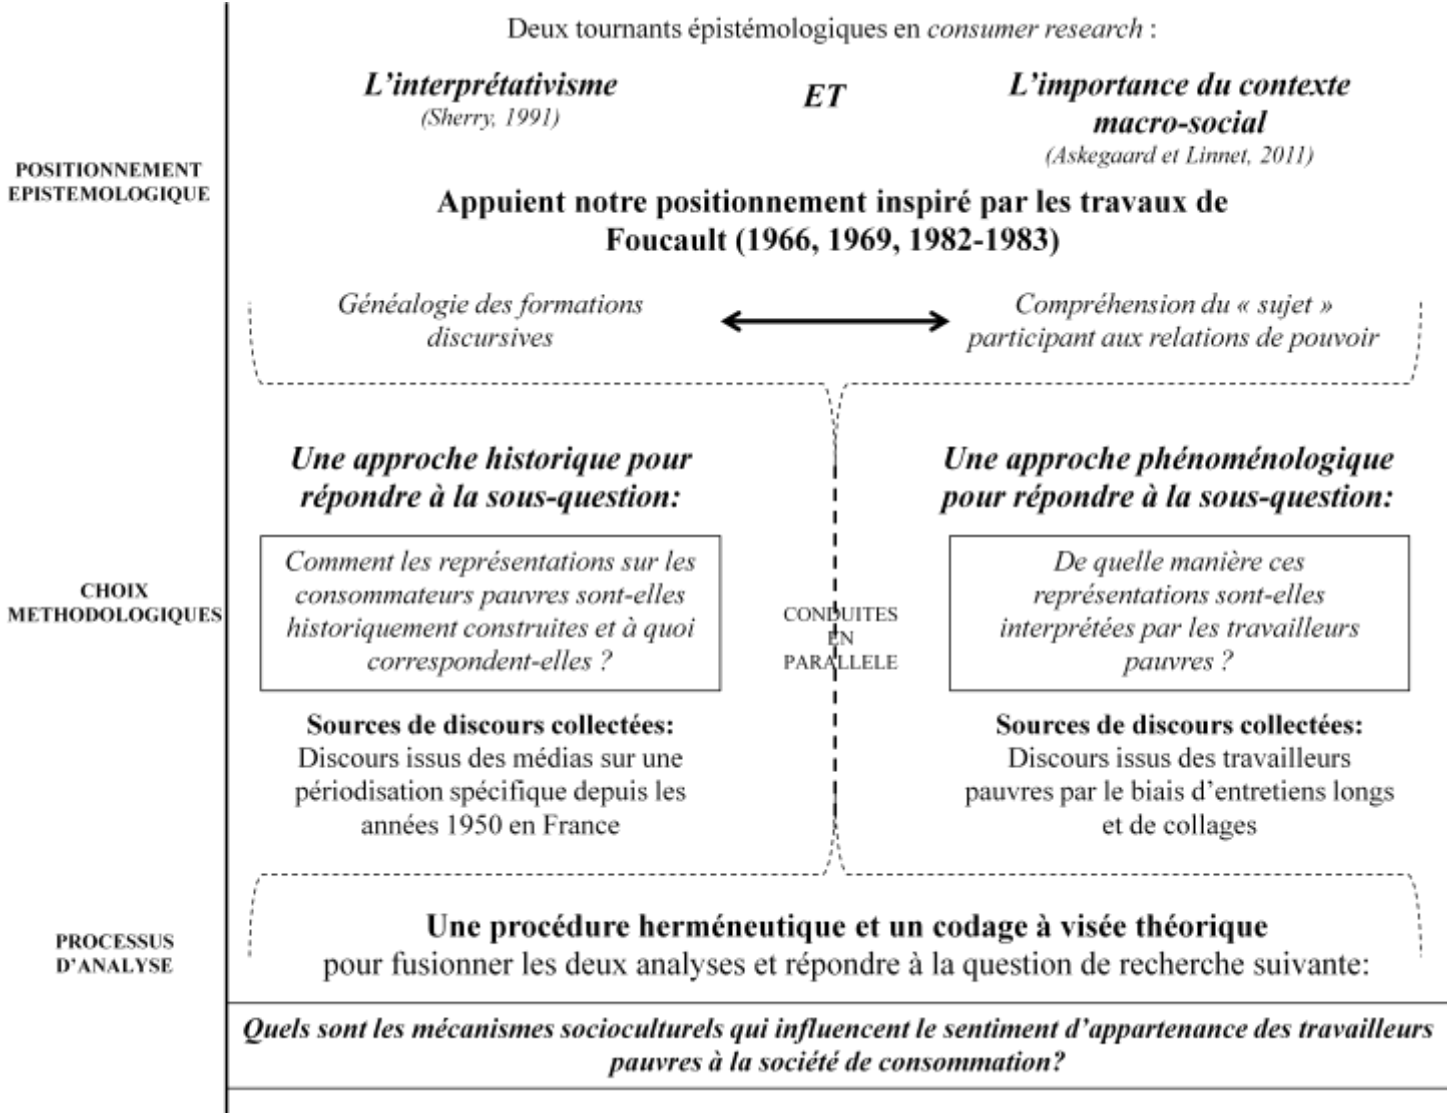 Deux tournants épistémologiques en consumer research :
L'interprétativisme
(Sherry, 1991)
ET
L'importance du contexte
macro-social
(Askegaard et Linnet, 2011)
POSITIONNEMENT
EPISTEMOLOGIQUE
Appuient notre positionnement inspiré par les travaux de
Foucault (1966, 1969, 1982-1983)
Généalogie des formations
discursives
Compréhension du « sujet »
participant aux relations de pouvoir
Une approche historique pour
répondre à la sous-question:
Une approche phénoménologique
pour répondre à la sous-question:
CHOIX
METHODOLOGIQUES
Comment les représentations sur les
consommateurs pauvres sont-elles
historiquement construites et à quoi
correspondent-elles ?
CONDUITES
EN
PARALLELE
De quelle manière ces
représentations sont-elles
interprétées par les travailleurs
pauvres ?
Sources de discours collectées:
Discours issus des médias sur une
périodisation spécifique depuis les
années 1950 en France
Sources de discours collectées:
Discours issus des travailleurs
pauvres par le biais d'entretiens longs
et de collages
PROCESSUS
D'ANALYSE
Une procédure herméneutique et un codage à visée théorique
pour fusionner les deux analyses et répondre à la question de recherche suivante:
Quels sont les mécanismes socioculturels qui influencent le sentiment d'appartenance des travailleurs
pauvres à la société de consommation?